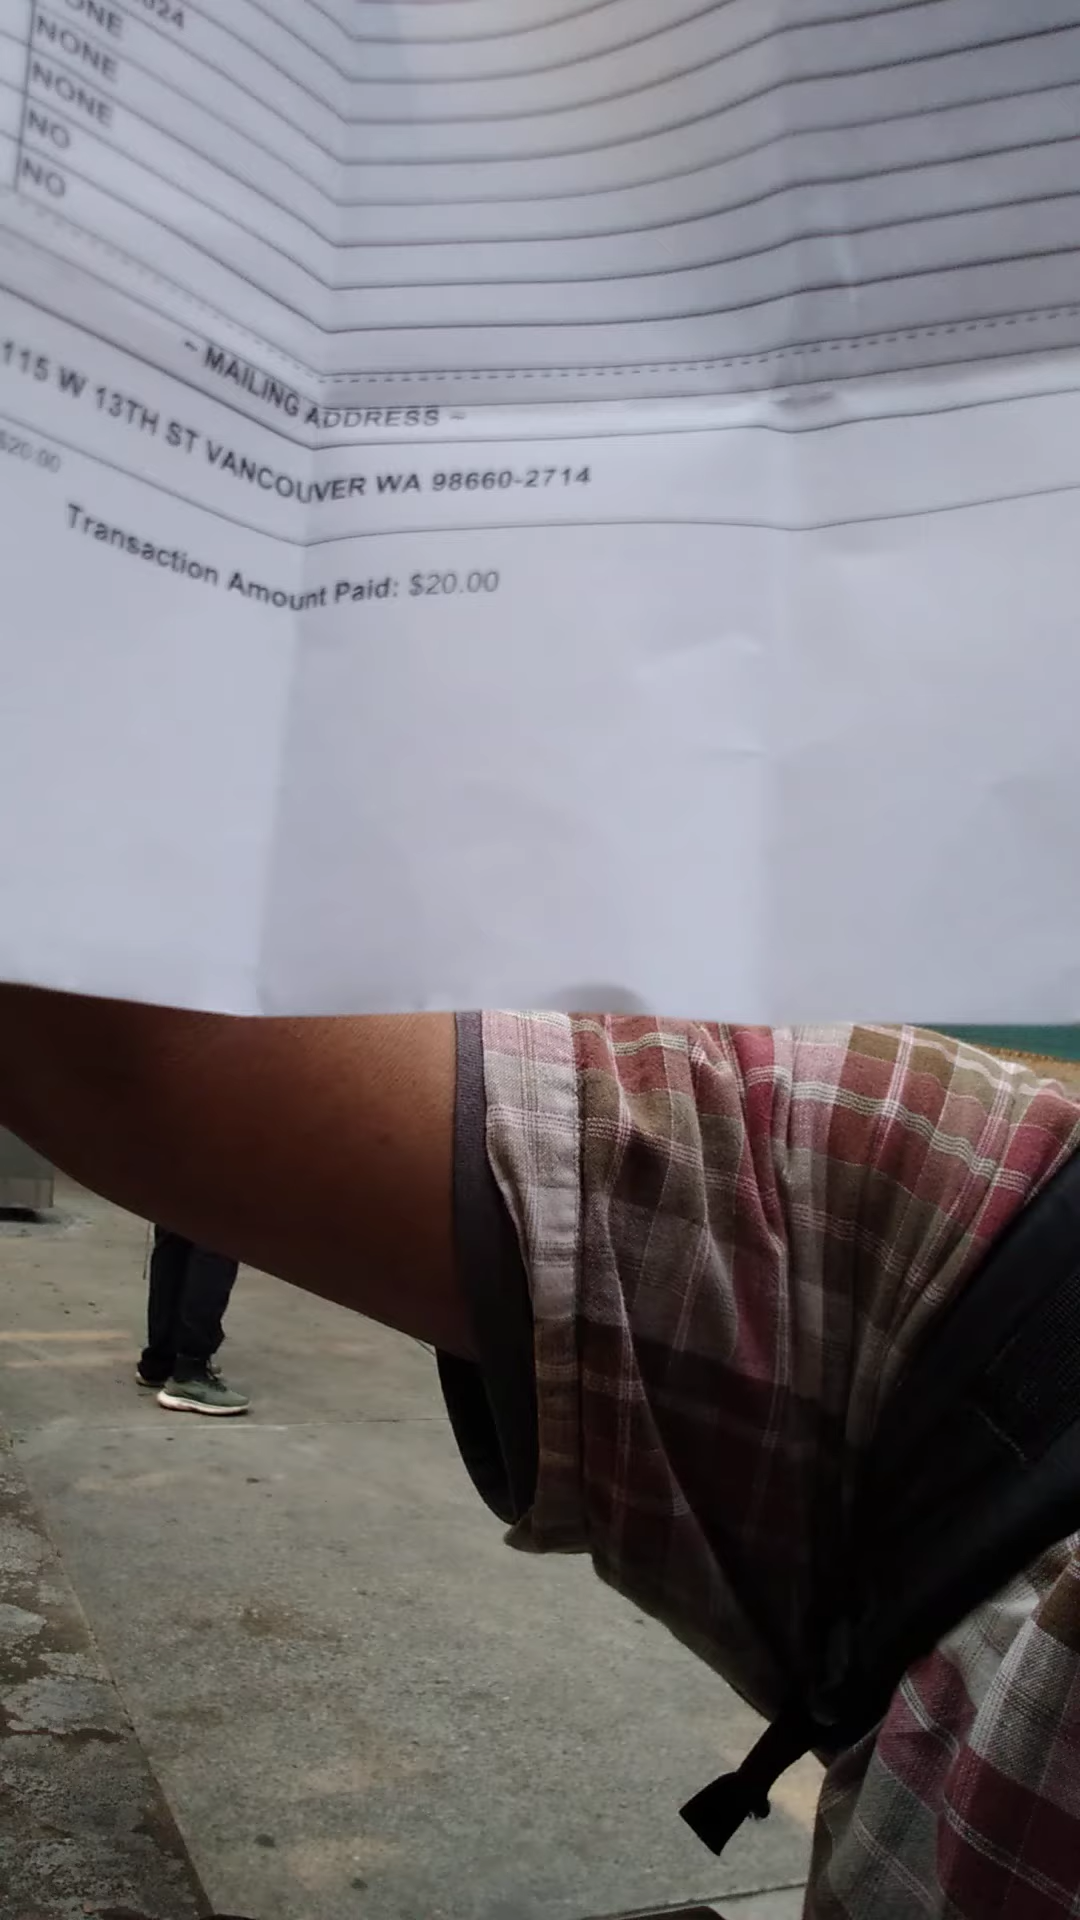 NONE
NONE
NO
NO
~ MAILING ADDRESS ~
115 W 13TH ST VANCOUVER WA 98660-2714
$20.00
Transaction Amount Paid: $20.00